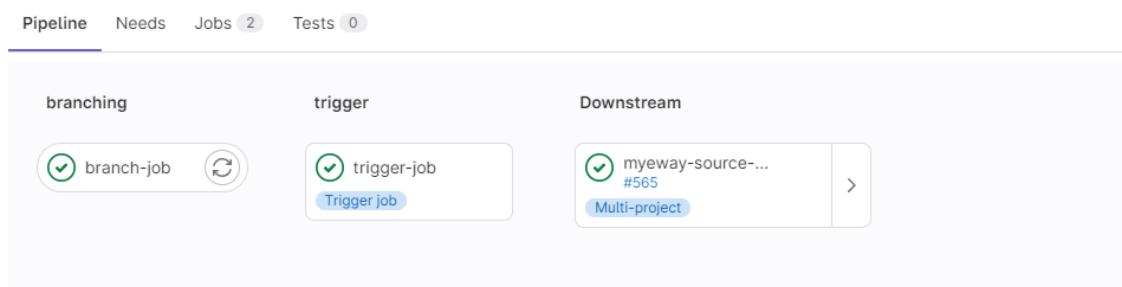 Pipeline Needs Jobs 2 Tests 0
branching trigger Downstream
branch-job
trigger-job
Trigger job
myeway-source-...
#565
Multi-project